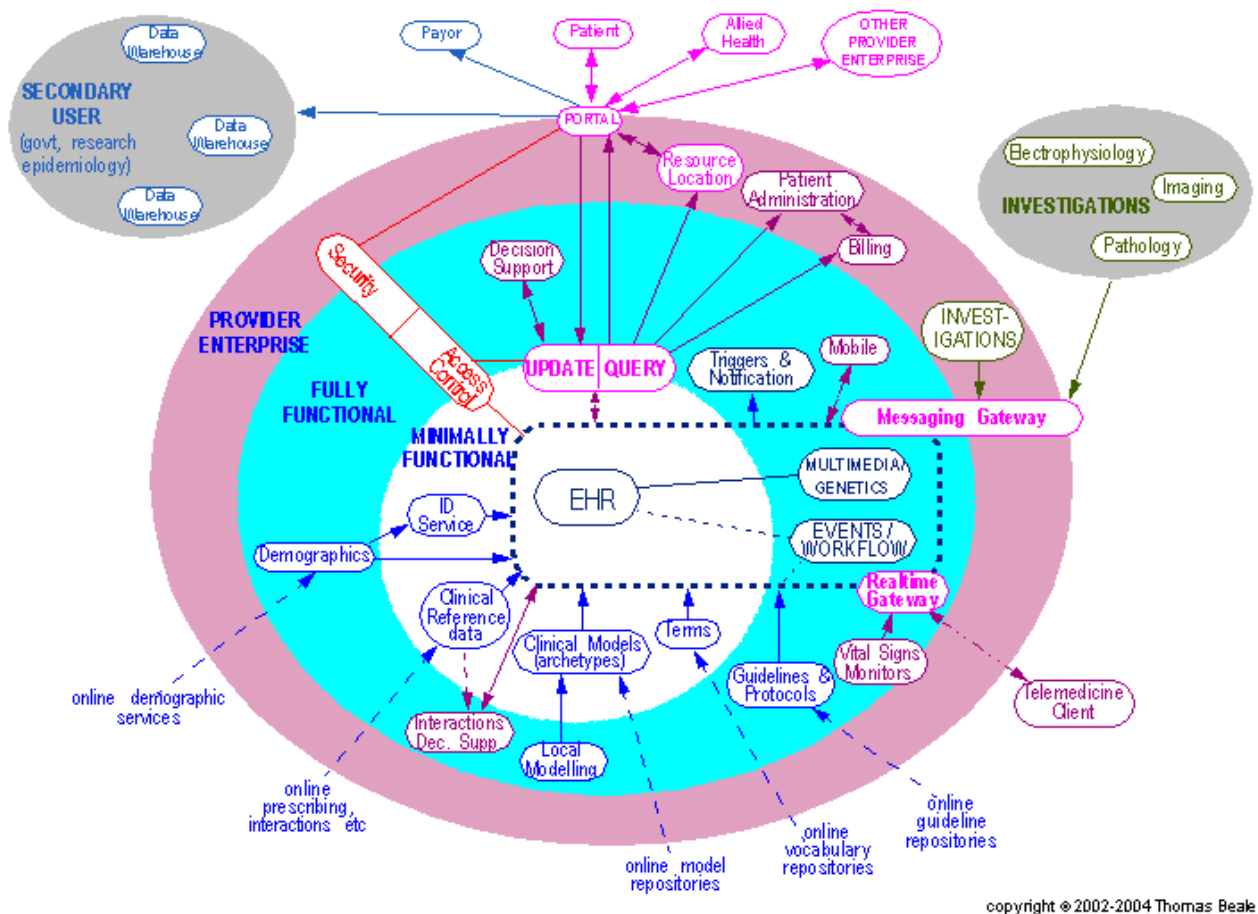 Data
Warehouse
Payor
Patient
Allied
Health
OTHER
PROVIDER
ENTERPRISE
SECONDARY
USER
(govt, research
epidemiology)
Data
Warehouse
Data
Warehouse
PORTAL
Resource
Location
Patient
Administration
Billing
Electrophysiology
Imaging
INVESTIGATIONS
Pathology
Security
Access
Control
Decision
Support
PROVIDER
ENTERPRISE
FULLY
FUNCTIONAL
MINIMALLY
FUNCTIONAL
UPDATE
QUERY
Triggers &
Notification
Mobile
INVEST-
IGATIONS
Messaging Gateway
EHR
MULTIMEDIA/
GENETICS
EVENTS/
WORKFLOW
ID
Service
Demographics
Clinical
Reference
data
Clinical Models
(archetypes)
Terms
Realtime
Gateway
Vital Signs
Monitors
Guidelines &
Protocols
Telemedicine
Client
Interactions
Dec. Supp.
Local
Modelling
online demographic
services
online
prescribing,
interactions etc
online model
repositories
online
vocabulary
repositories
online
guideline
repositories
copyright © 2002-2004 Thomas Beale